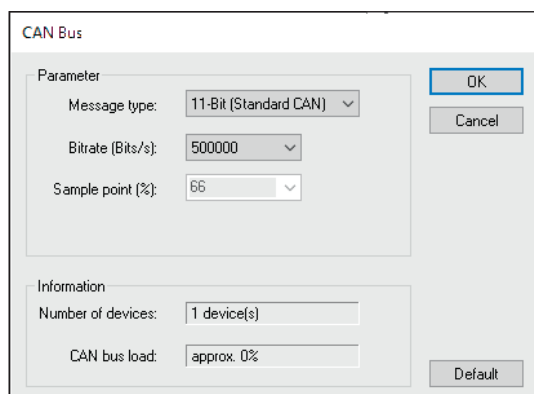 CAN Bus
Parameter
Message type: 11-Bit (Standard CAN)
Bitrate (Bits/s): 500000
Sample point (%): 66
OK
Cancel
Information
Number of devices: 1 device(s)
CAN bus load: approx. 0%
Default